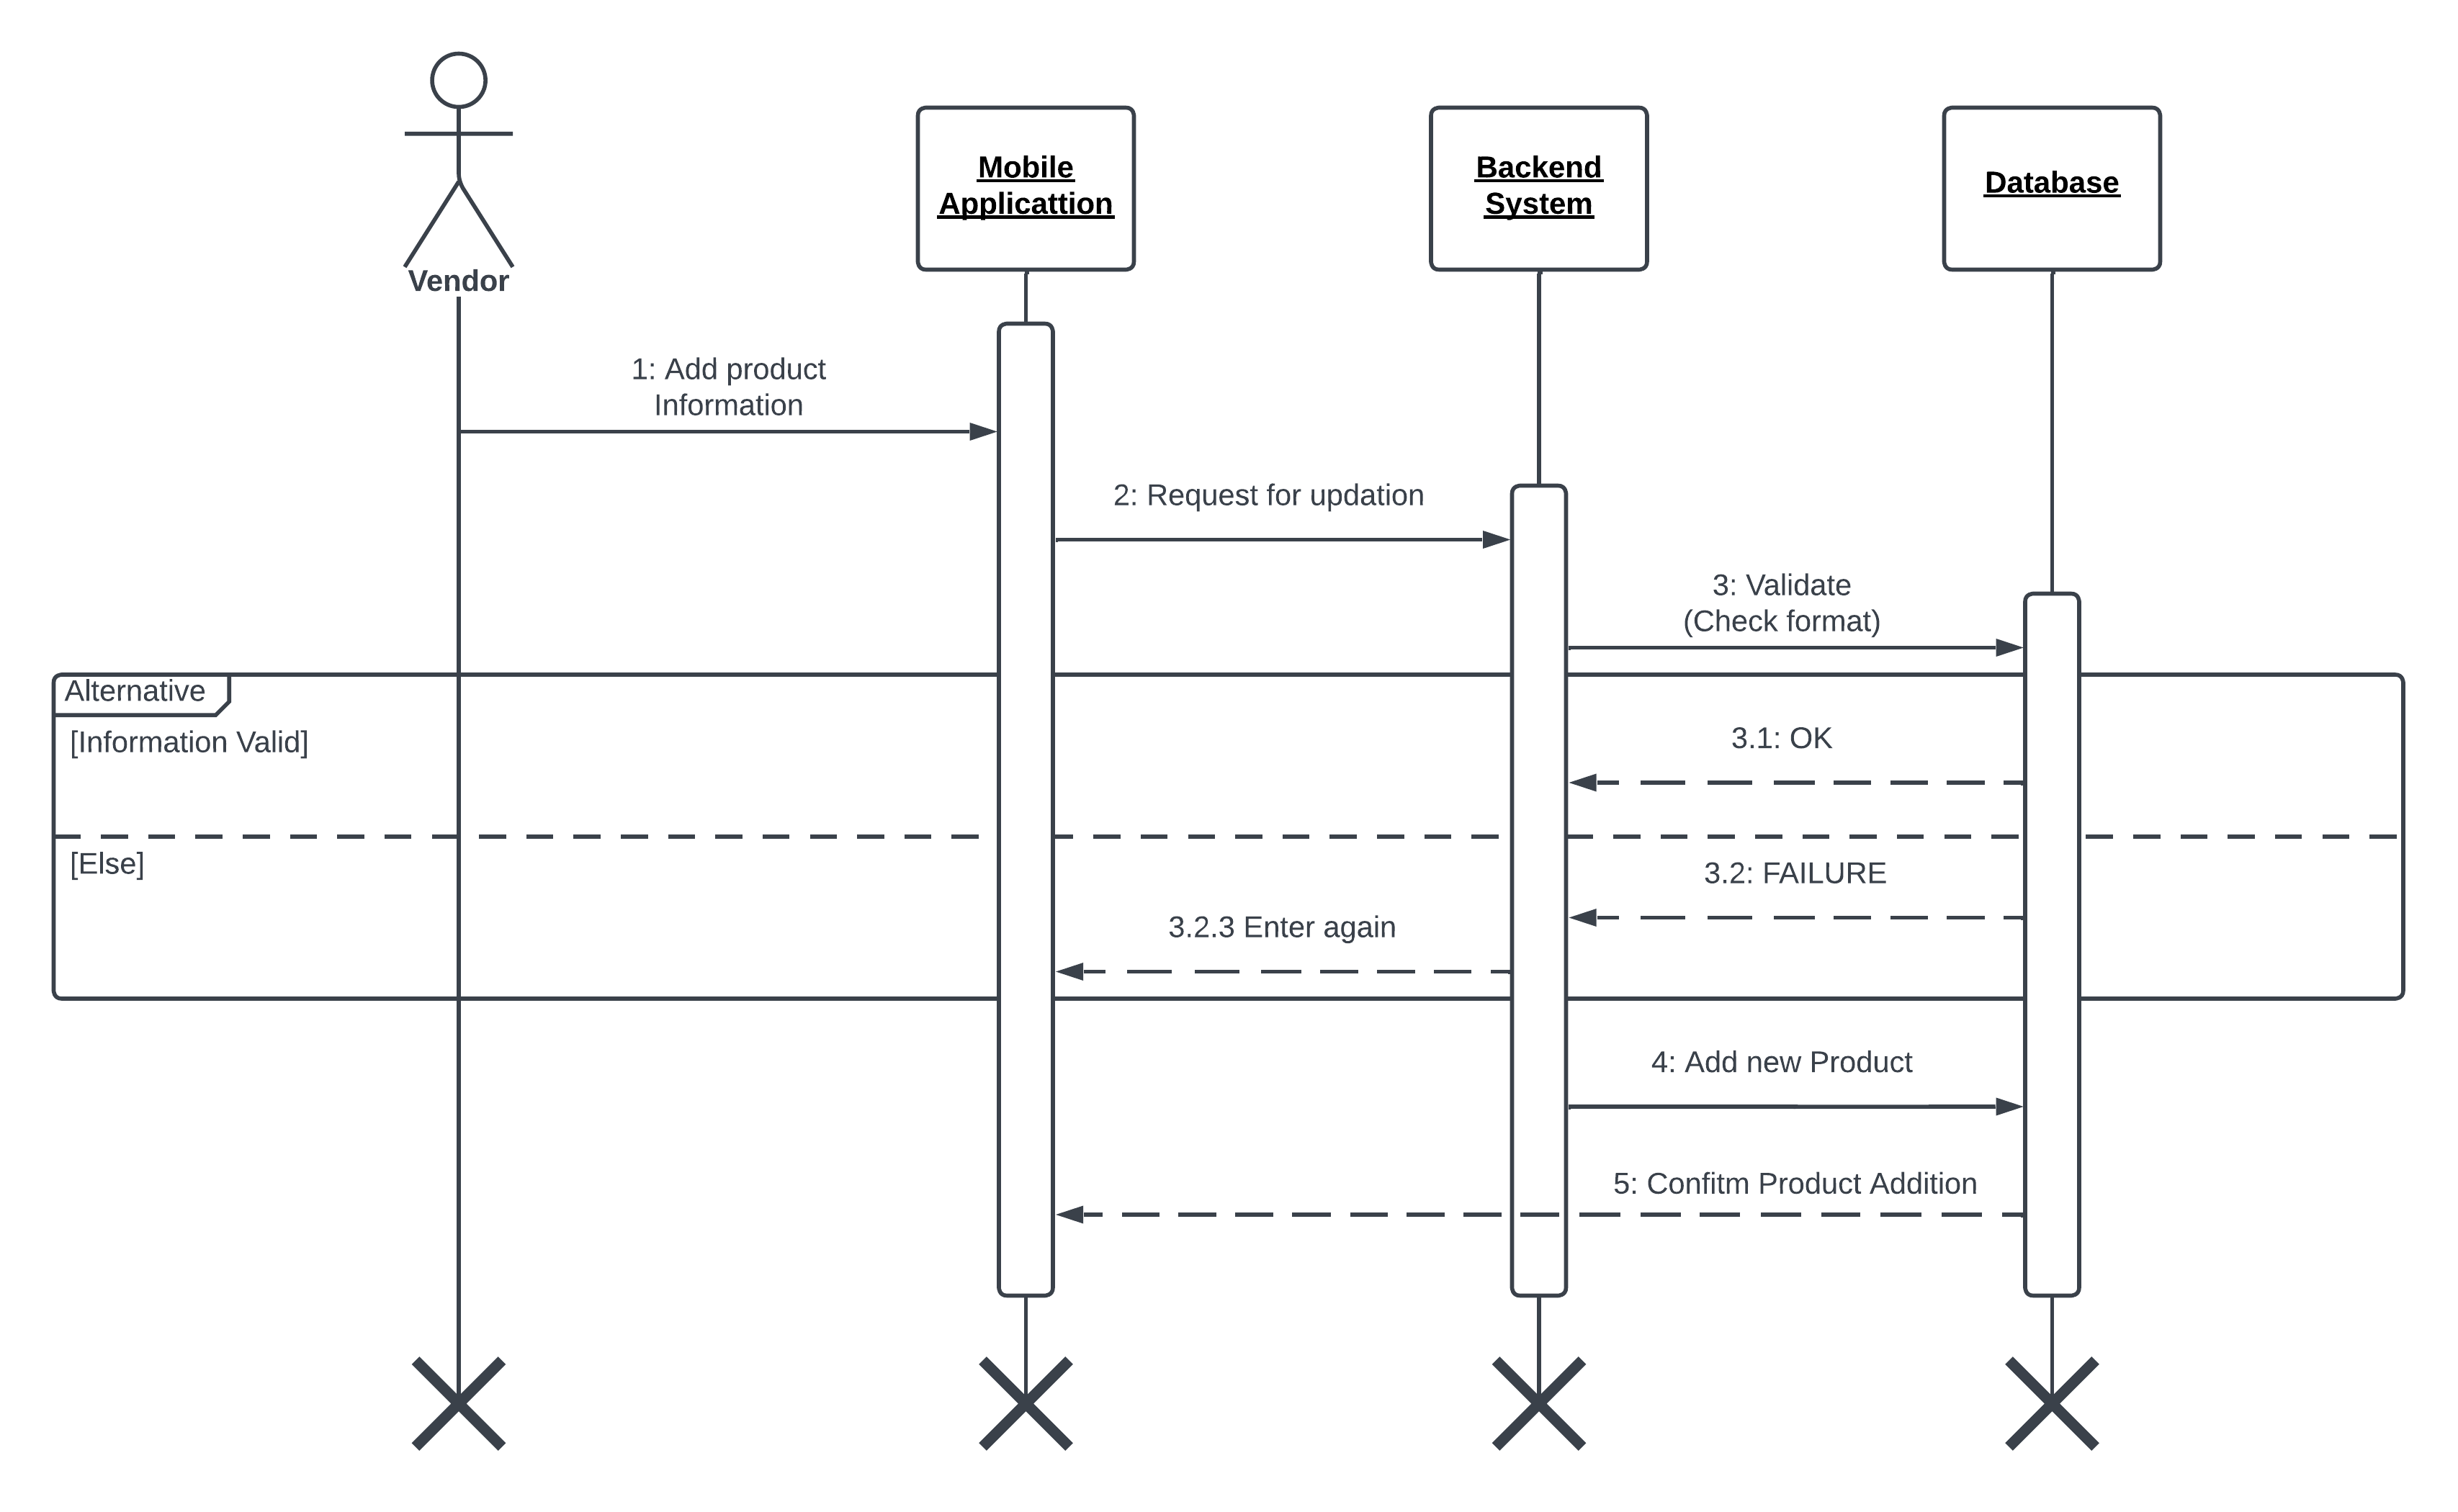 Vendor
Mobile
Application
Backend
System
Database
1: Add product
Information
2: Request for updation
3: Validate
(Check format)
Alternative
[Information Valid]
3.1: OK
[Else]
3.2: FAILURE
3.2.3 Enter again
4: Add new Product
5: Confitm Product Addition